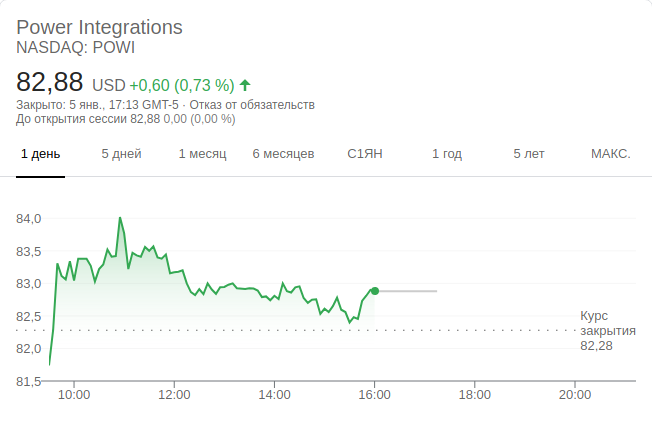 Power Integrations
NASDAQ: POWI
82,88 USD +0,60 (0,73 %)
Закрыто: 5 янв., 17:13 GMT-5 · Отказ от обязательств
До открытия сессии 82,88 0,00 (0,00 %)
1 день 5 дней 1 месяц 6 месяцев С1ЯН 1 год 5 лет МАКС.
84,0
83,5
83,0
82,5
82,0
81,5
Курс
закрытия
82,28
10:00 12:00 14:00 16:00 18:00 20:00